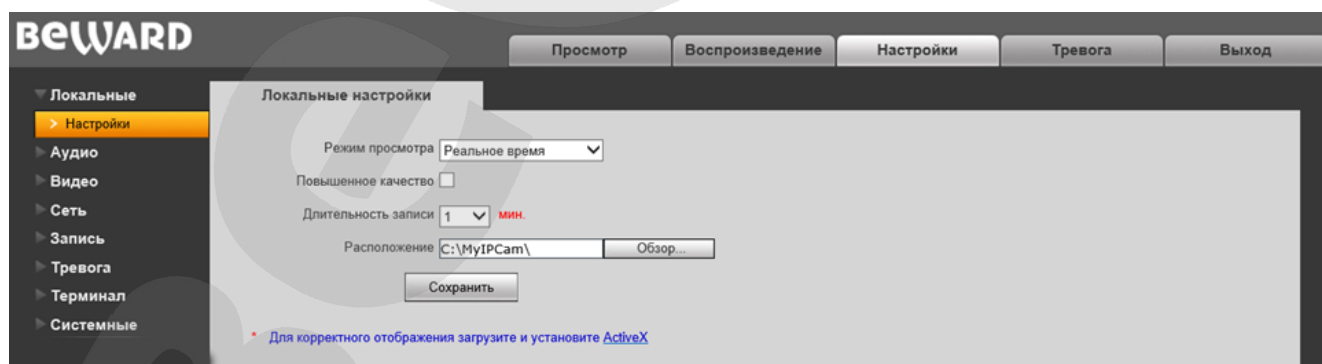 BEWARD
Просмотр Воспроизведение Настройки Тревога Выход
Локальные
> Настройки
Аудио
Видео
Сеть
Запись
Тревога
Терминал
Системные
Локальные настройки
Режим просмотра Реальное время
Повышенное качество
Длительность записи 1 мин.
Расположение C:\MyIPCam\ Обзор...
Сохранить
* Для корректного отображения загрузите и установите ActiveX